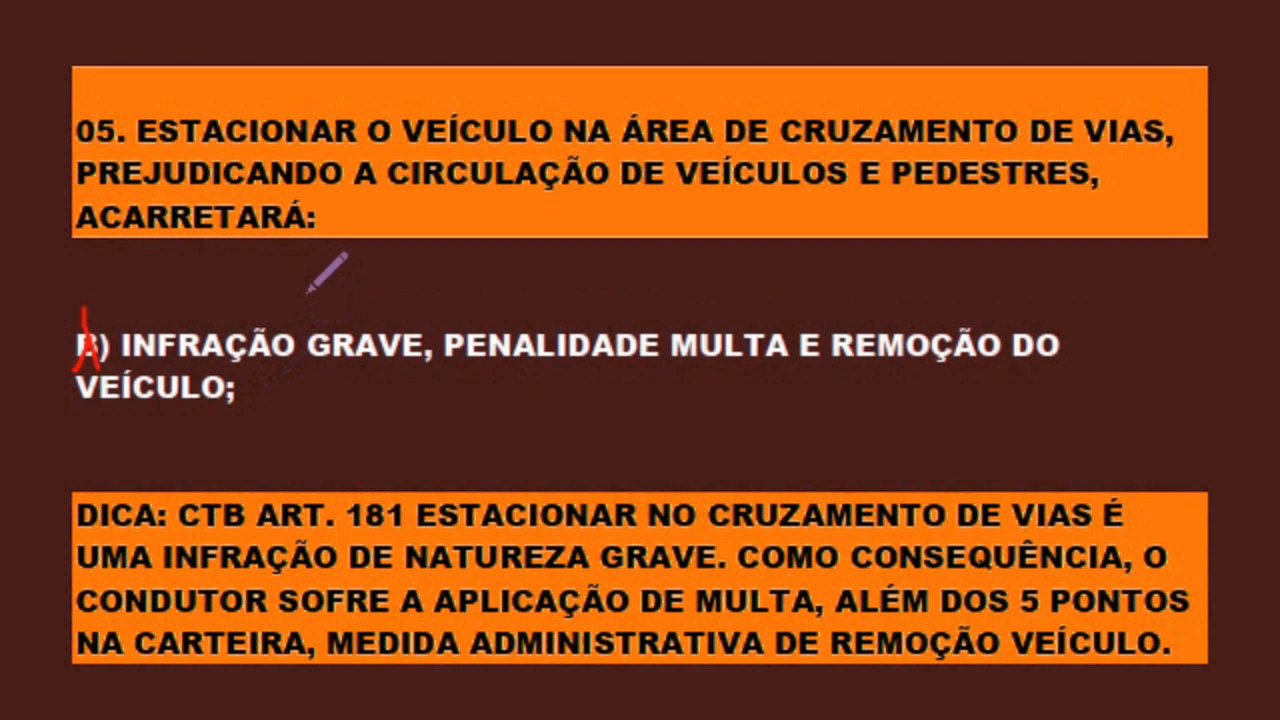 05. ESTACIONAR O VEÍCULO NA ÁREA DE CRUZAMENTO DE VIAS,
PREJUDICANDO A CIRCULAÇÃO DE VEÍCULOS E PEDESTRES,
ACARRETARÁ:
B) INFRAÇÃO GRAVE, PENALIDADE MULTA E REMOÇÃO DO
VEÍCULO;
DICA: CTB ART. 181 ESTACIONAR NO CRUZAMENTO DE VIAS É
UMA INFRAÇÃO DE NATUREZA GRAVE. COMO CONSEQUÊNCIA, O
CONDUTOR SOFRE A APLICAÇÃO DE MULTA, ALÉM DOS 5 PONTOS
NA CARTEIRA, MEDIDA ADMINISTRATIVA DE REMOÇÃO VEÍCULO.